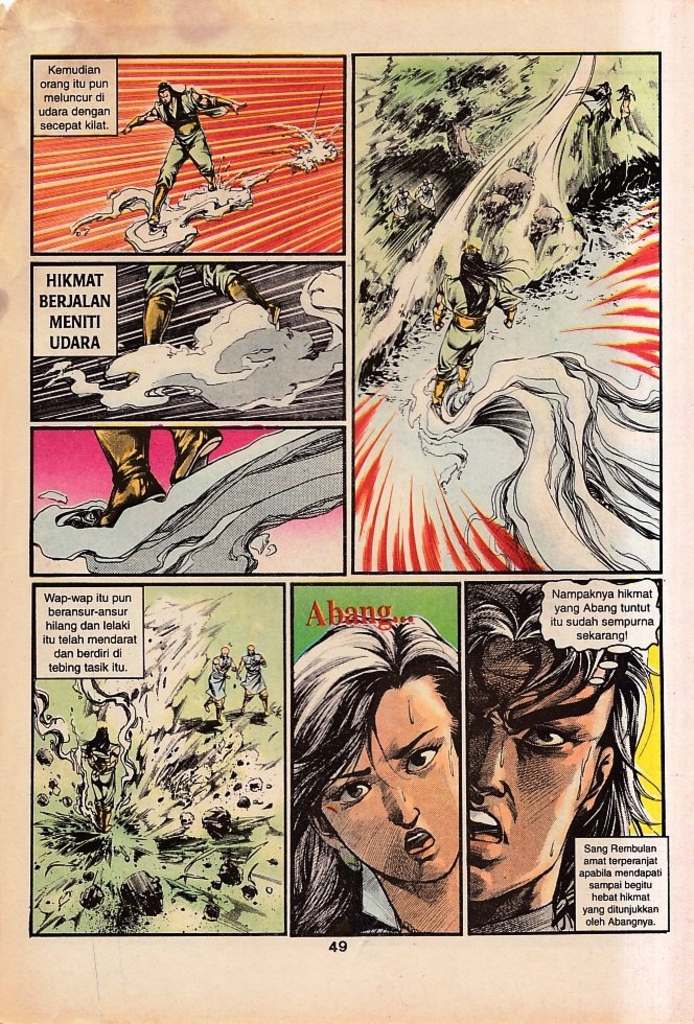 Kemudian
orang itu pun
meluncur di
udara dengan
secepat kilat.
HIKMAT
BERJALAN
MENITI
UDARA
Wap-wap itu pun
beransur-ansur
hilang dan lelaki
itu telah mendarat
dan berdiri di
tebing tasik itu.
Abang...
Nampaknya hikmat
yang Abang tuntut
itu sudah sempurna
sekarang!
Sang Rembulan
amat terperanjat
apabila mendapati
sampai begitu
hebat hikmat
yang ditunjukkan
oleh Abangnya.
49